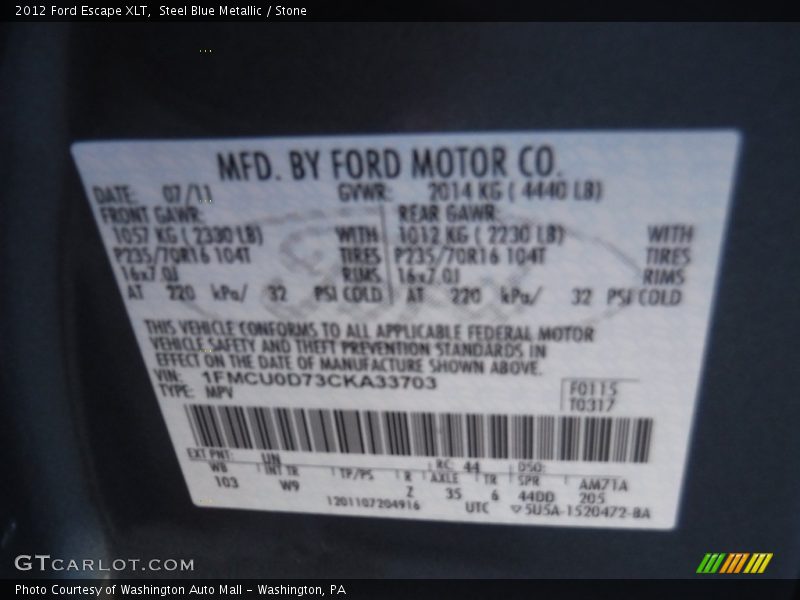 2012 Ford Escape XLT, Steel Blue Metallic / Stone
MFD. BY FORD MOTOR CO.
DATE: 07/11 GVWR: 2014 KG ( 4440 LB)
FRONT GAWR: REAR GAWR:
1057 KG ( 2330 LB) WITH 1012 KG ( 2230 LB) WITH
P235/70R16 104T TIRES P235/70R16 104T TIRES
16x7.0J RIMS 16x7.0J RIMS
AT 220 kPa/ 32 PSI COLD AT 220 kPa/ 32 PSI COLD
THIS VEHICLE CONFORMS TO ALL APPLICABLE FEDERAL MOTOR
VEHICLE SAFETY AND THEFT PREVENTION STANDARDS IN
EFFECT ON THE DATE OF MANUFACTURE SHOWN ABOVE.
VIN: 1FMCU0D73CKA33703
TYPE: MPV
F0115
T0317
EXT PNT: UN RC: 44 DSO:
WB INT TR TP/PS R AXLE TR SPR AM71A
103 W9 Z 35 6 44DD 205
1201107204916 UTC ▽5U5A-1520472-8A
GTCARLOT.COM
Photo Courtesy of Washington Auto Mall - Washington, PA